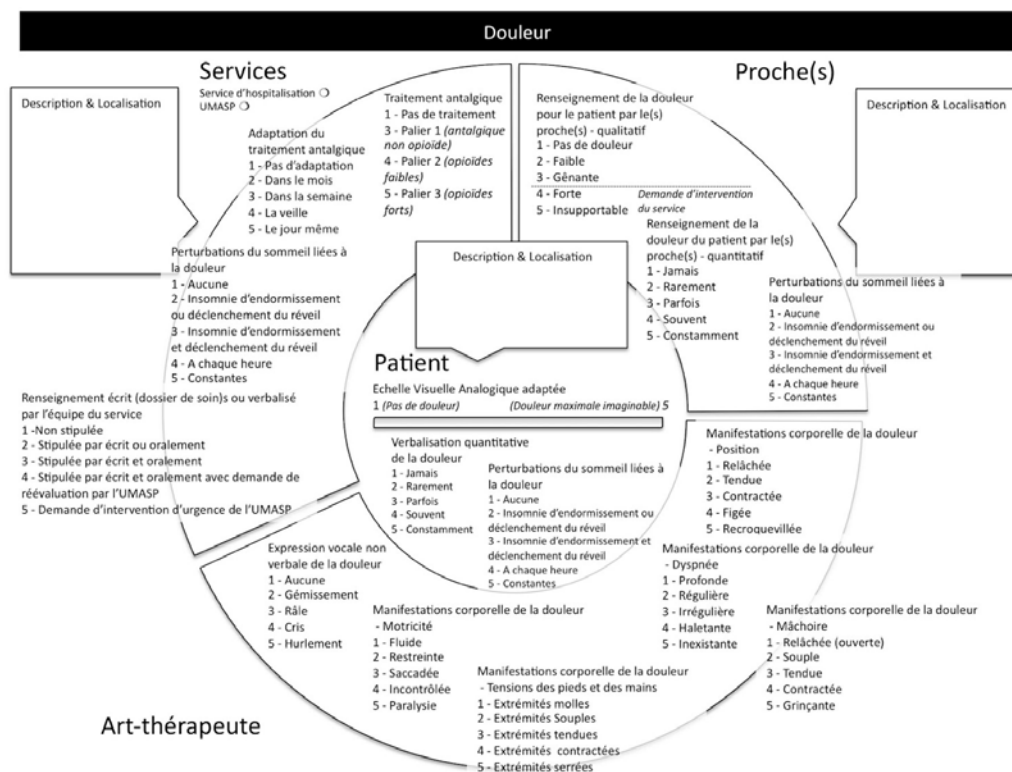 Douleur
Services
Service d'hospitalisation
UMASP
Description & Localisation
Adaptation du
traitement antalgique
1 - Pas d'adaptation
2 - Dans le mois
3 - Dans la semaine
4 - La veille
5 - Le jour même
Traitement antalgique
1 - Pas de traitement
3 - Palier 1 (antalgique
non opioïde)
4 - Palier 2 (opioïdes
faibles)
5 - Palier 3 (opioïdes
forts)
Perturbations du sommeil liées à
la douleur
1 - Aucune
2 - Insomnie d'endormissement
ou déclenchement du réveil
3 - Insomnie d'endormissement
et déclenchement du réveil
4 - A chaque heure
5 - Constantes
Renseignement écrit (dossier de soin)s ou verbalisé
par l'équipe du service
1 -Non stipulée
2 - Stipulée par écrit ou oralement
3 - Stipulée par écrit et oralement
4 - Stipulée par écrit et oralement avec demande de
réévaluation par l'UMASP
5 - Demande d'intervention d'urgence de l'UMASP
Proche(s)
Renseignement de la douleur
pour le patient par le(s)
proche(s) - qualitatif
1 - Pas de douleur
2 - Faible
3 - Gênante
4 - Forte
5 - Insupportable
Demande d'intervention
du service
Description & Localisation
Renseignement de la
douleur du patient par le(s)
proche(s) - quantitatif
1 - Jamais
2 - Rarement
3 - Parfois
4 - Souvent
5 - Constamment
Perturbations du sommeil liées à
la douleur
1 - Aucune
2 - Insomnie d'endormissement ou
déclenchement du réveil
3 - Insomnie d'endormissement et
déclenchement du réveil
4 - A chaque heure
5 - Constantes
Description & Localisation
Patient
Echelle Visuelle Analogique adaptée
1 (Pas de douleur) (Douleur maximale imaginable) 5
Verbalisation quantitative
de la douleur
1 - Jamais
2 - Rarement
3 - Parfois
4 - Souvent
5 - Constamment
Perturbations du sommeil liées à
la douleur
1 - Aucune
2 - Insomnie d'endormissement ou
déclenchement du réveil
3 - Insomnie d'endormissement et
déclenchement du réveil
4 - A chaque heure
5 - Constantes
Art-thérapeute
Expression vocale non
verbale de la douleur
1 - Aucune
2 - Gémissement
3 - Râle
4 - Cris
5 - Hurlement
Manifestations corporelle de la douleur
- Motricité
1 - Fluide
2 - Restreinte
3 - Saccadée
4 - Incontrôlée
5 - Paralysie
Manifestations corporelle de la douleur
- Tensions des pieds et des mains
1 - Extrémités molles
2 - Extrémités Souples
3 - Extrémités tendues
4 - Extrémités contractées
5 - Extrémités serrées
Manifestations corporelle de la douleur
- Position
1 - Relâchée
2 - Tendue
3 - Contractée
4 - Figée
5 - Recroquevillée
Manifestations corporelle de la douleur
- Dyspnée
1 - Profonde
2 - Régulière
3 - Irrégulière
4 - Haletante
5 - Inexistante
Manifestations corporelle de la douleur
- Mâchoire
1 - Relâchée (ouverte)
2 - Souple
3 - Tendue
4 - Contractée
5 - Grinçante